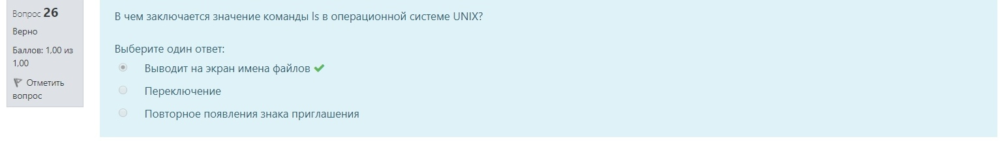 Вопрос 26
Верно
Баллов: 1,00 из
1,00
Отметить
вопрос
В чем заключается значение команды ls в операционной системе UNIX?
Выберите один ответ:
Выводит на экран имена файлов
Переключение
Повторное появления знака приглашения